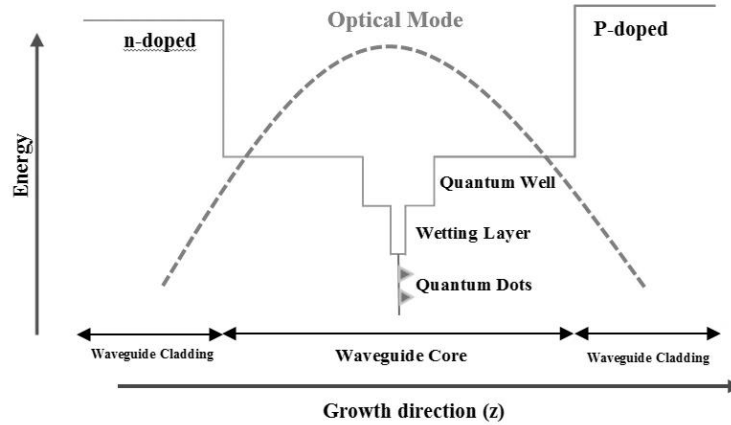 Optical Mode
n-doped
P-doped
Energy
Quantum Well
Wetting Layer
Quantum Dots
Waveguide Cladding
Waveguide Core
Waveguide Cladding
Growth direction (z)